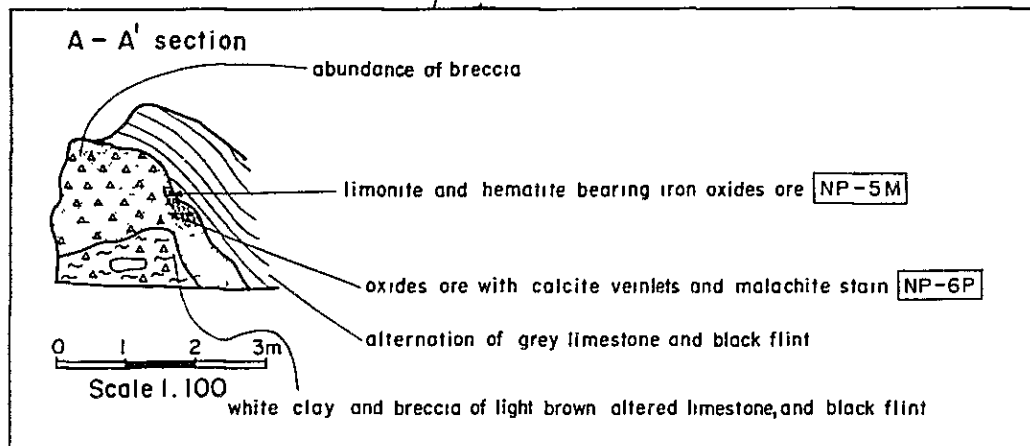 A - A' section
abundance of breccia
limonite and hematite bearing iron oxides ore NP-5M
oxides ore with calcite veinlets and malachite stain NP-6P
alternation of grey limestone and black flint
0 1 2 3m
Scale 1.100
white clay and breccia of light brown altered limestone, and black flint